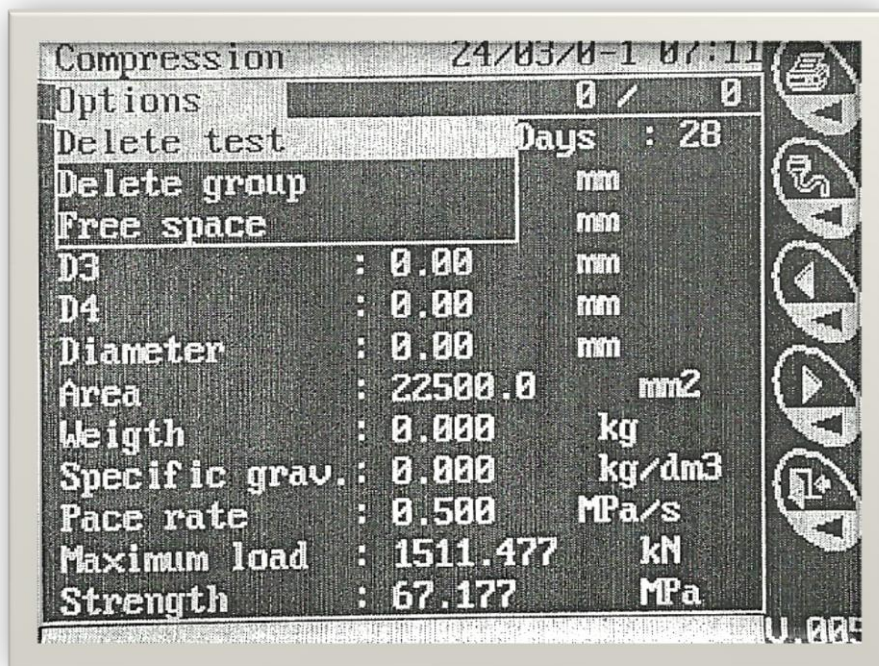 Compression 24/03/0-1 07:11
Options 0 / 0
Delete test Days : 28
Delete group mm
Free space mm
D3 : 0.00 mm
D4 : 0.00 mm
Diameter : 0.00 mm
Area : 22500.0 mm2
Weigth : 0.000 kg
Specific grav.: 0.000 kg/dm3
Pace rate : 0.500 MPa/s
Maximum load : 1511.477 kN
Strength : 67.177 MPa
V.005